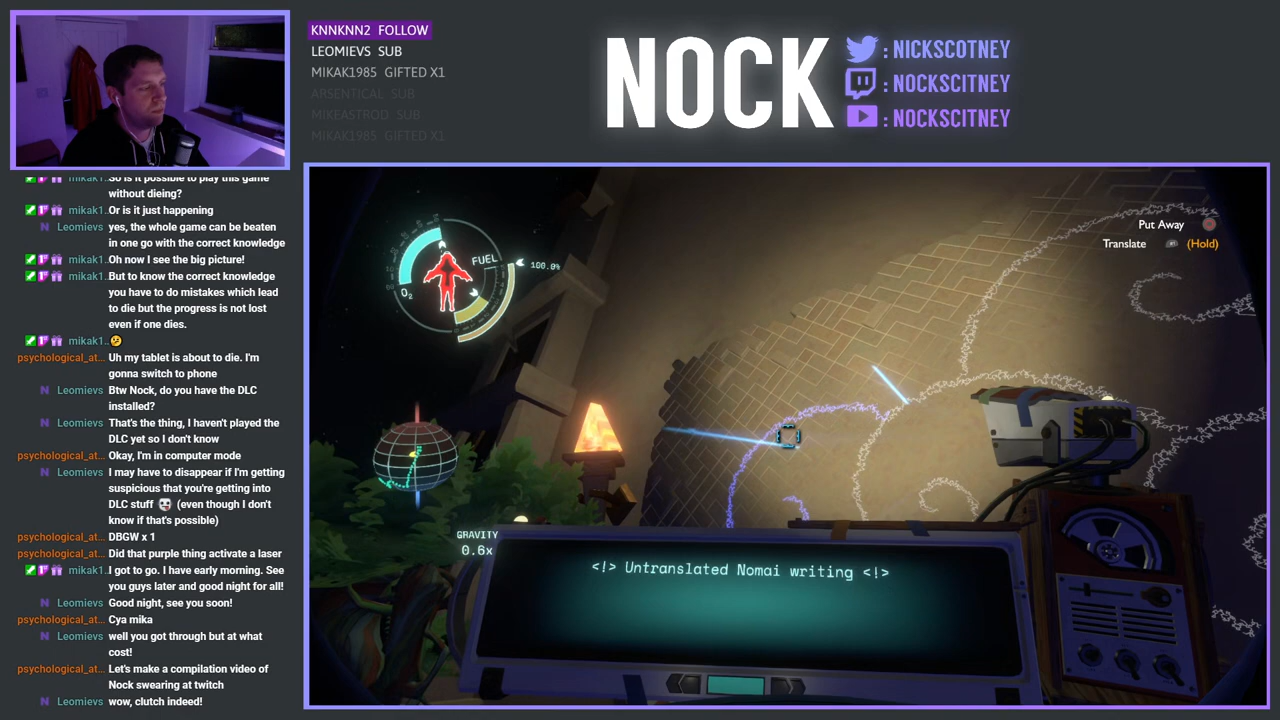 KNNKNN2 FOLLOW
LEOMIEVS SUB
MIKAK1985 GIFTED X1
ARSENTICAL SUB
MIKEASTROD SUB
MIKAK1985 GIFTED X1
NOCK
: NICKSCOTNEY
: NOCKSCITNEY
: NOCKSCITNEY
mikak1.. So is it possible to play this game
without dieing?
mikak1.. Or is it just happening
Leomievs yes, the whole game can be beaten
in one go with the correct knowledge
mikak1.. Oh now I see the big picture!
mikak1.. But to know the correct knowledge
you have to do mistakes which lead
to die but the progress is not lost
even if one dies.
mikak1.. 🤔
psychological_at... Uh my tablet is about to die. I'm
gonna switch to phone
Leomievs Btw Nock, do you have the DLC
installed?
Leomievs That's the thing, I haven't played the
DLC yet so I don't know
psychological_at... Okay, I'm in computer mode
Leomievs I may have to disappear if I'm getting
suspicious that you're getting into
DLC stuff (even though I don't
know if that's possible)
psychological_at... DBGW x 1
psychological_at... Did that purple thing activate a laser
mikak1.. I got to go. I have early morning. See
you guys later and good night for all!
Leomievs Good night, see you soon!
psychological_at... Cya mika
Leomievs well you got through but at what
cost!
psychological_at... Let's make a compilation video of
Nock swearing at twitch
Leomievs wow, clutch indeed!
Put Away
Translate (Hold)
FUEL
100.0%
O2
GRAVITY
0.6x
<!> Untranslated Nomai writing <!>